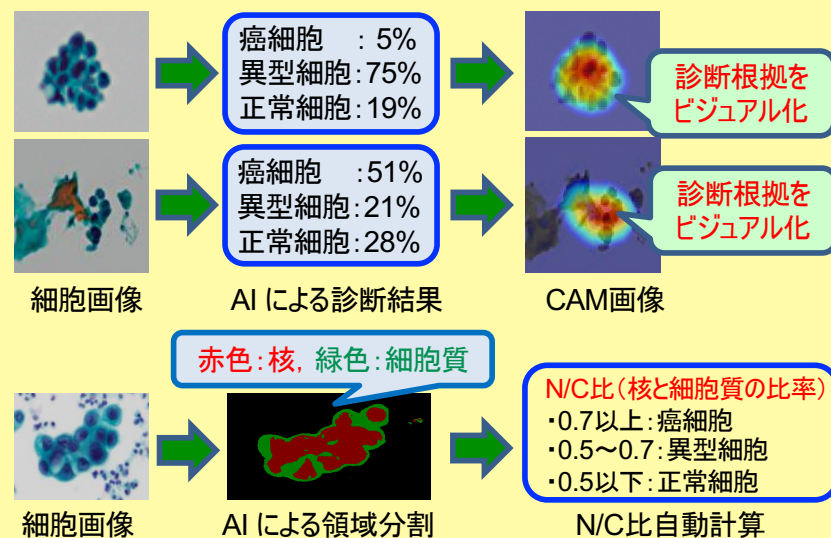 癌細胞　：5%
異型細胞：75%
正常細胞：19%
診断根拠を
ビジュアル化
癌細胞　：51%
異型細胞：21%
正常細胞：28%
診断根拠を
ビジュアル化
細胞画像
AI による診断結果
CAM画像
赤色：核，緑色：細胞質
N/C比（核と細胞質の比率）
・0.7以上：癌細胞
・0.5～0.7：異型細胞
・0.5以下：正常細胞
細胞画像
AI による領域分割
N/C比自動計算